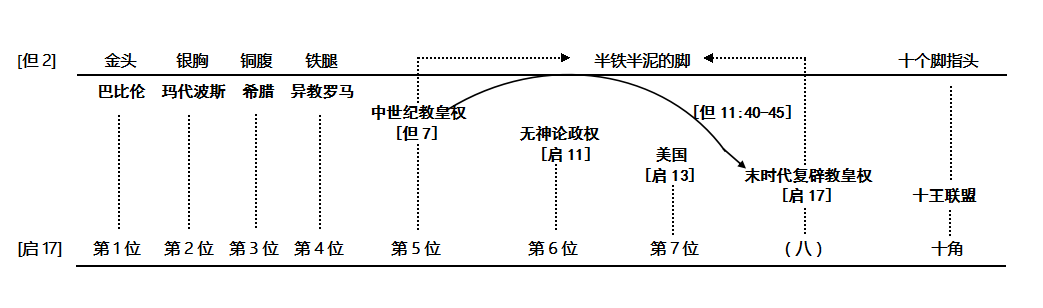 [但 2] 金头 银胸 铜腹 铁腿 半铁半泥的脚 十个脚指头
巴比伦 玛代波斯 希腊 异教罗马
中世纪教皇权 [但 11:40-45]
[但 7] 无神论政权
[启 11] 美国
[启 13] 末时代复辟教皇权
[启 17] 十王联盟
[启 17] 第 1 位 第 2 位 第 3 位 第 4 位 第 5 位 第 6 位 第 7 位 （ 八 ） 十角